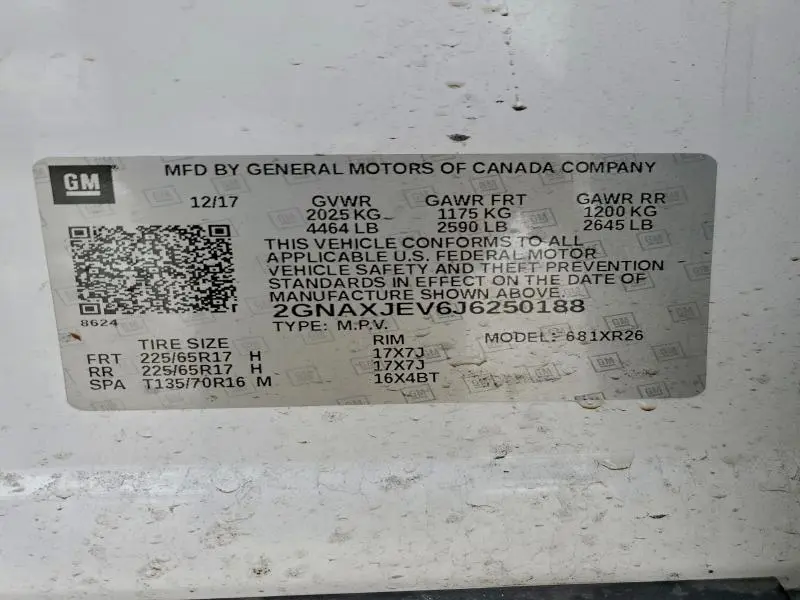 GM
MFD BY GENERAL MOTORS OF CANADA COMPANY
12/17 GVWR GAWR FRT GAWR RR
2025 KG 1175 KG 1200 KG
4464 LB 2590 LB 2645 LB
THIS VEHICLE CONFORMS TO ALL
APPLICABLE U.S. FEDERAL MOTOR
VEHICLE SAFETY AND THEFT PREVENTION
STANDARDS IN EFFECT ON THE DATE OF
MANUFACTURE SHOWN ABOVE.
2GNAXJEV6J6250188
8624
TYPE: M.P.V.
MODEL: 681XR26
TIRE SIZE RIM
FRT 225/65R17 H 17X7J
RR 225/65R17 H 17X7J
SPA T135/70R16 M 16X4BT